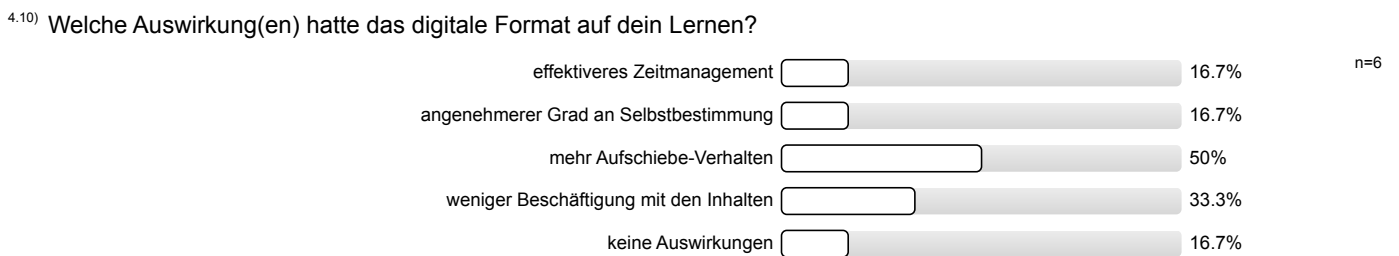 4.10) Welche Auswirkung(en) hatte das digitale Format auf dein Lernen?
effektiveres Zeitmanagement 16.7% n=6
angenehmerer Grad an Selbstbestimmung 16.7%
mehr Aufschiebe-Verhalten 50%
weniger Beschäftigung mit den Inhalten 33.3%
keine Auswirkungen 16.7%